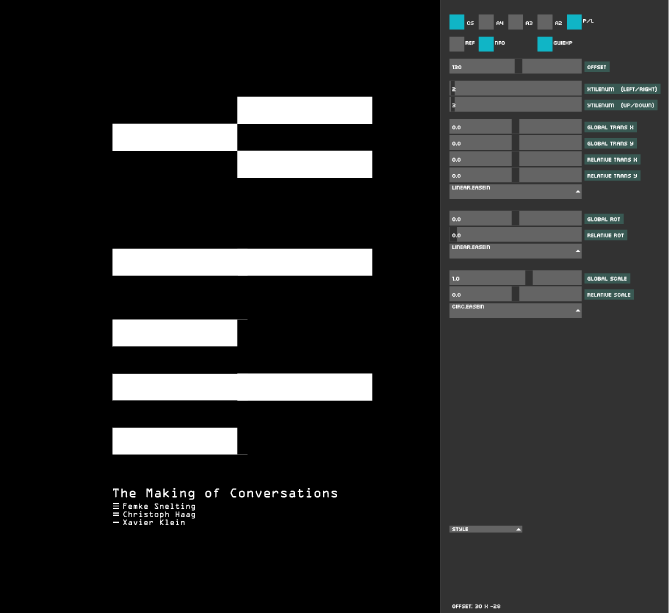 CS A4 A3 A2 P/L
REF INFO GUIDES
130 OFFSET
2 XTILENUM (LEFT/RIGHT)
3 YTILENUM (UP/DOWN)
0.0 GLOBAL TRANS X
0.0 GLOBAL TRANS Y
0.0 RELATIVE TRANS X
0.0 RELATIVE TRANS Y
LINEAR.EASEIN
0.0 GLOBAL ROT
0.0 RELATIVE ROT
LINEAR.EASEIN
1.0 GLOBAL SCALE
0.0 RELATIVE SCALE
CIRC.EASEIN
The Making of Conversations
Femke Snelting
Christoph Haag
Xavier Klein
STYLE
OFFSET: 30 X -28